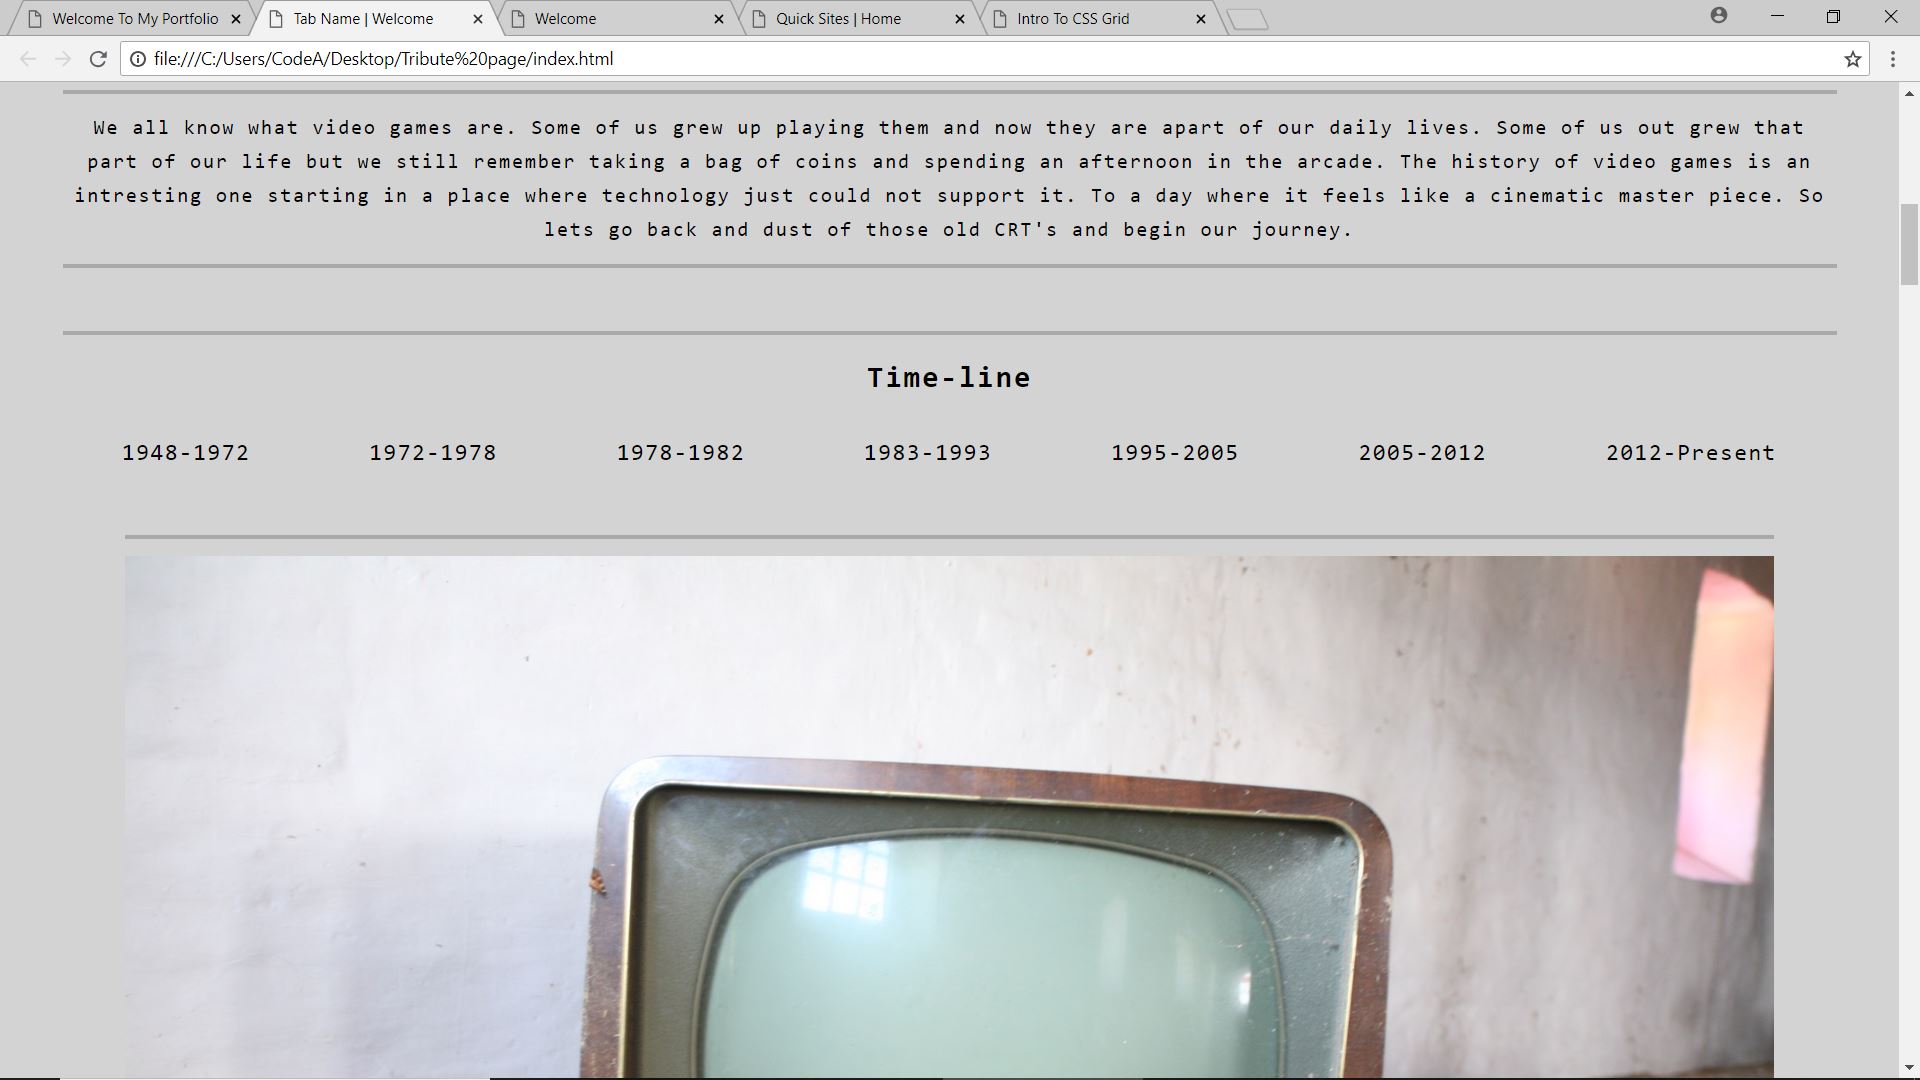 Welcome To My Portfolio
Tab Name | Welcome
Welcome
Quick Sites | Home
Intro To CSS Grid
file:///C:/Users/CodeA/Desktop/Tribute%20page/index.html
We all know what video games are. Some of us grew up playing them and now they are apart of our daily lives. Some of us out grew that
part of our life but we still remember taking a bag of coins and spending an afternoon in the arcade. The history of video games is an
intresting one starting in a place where technology just could not support it. To a day where it feels like a cinematic master piece. So
lets go back and dust of those old CRT's and begin our journey.
Time-line
1948-1972 1972-1978 1978-1982 1983-1993 1995-2005 2005-2012 2012-Present